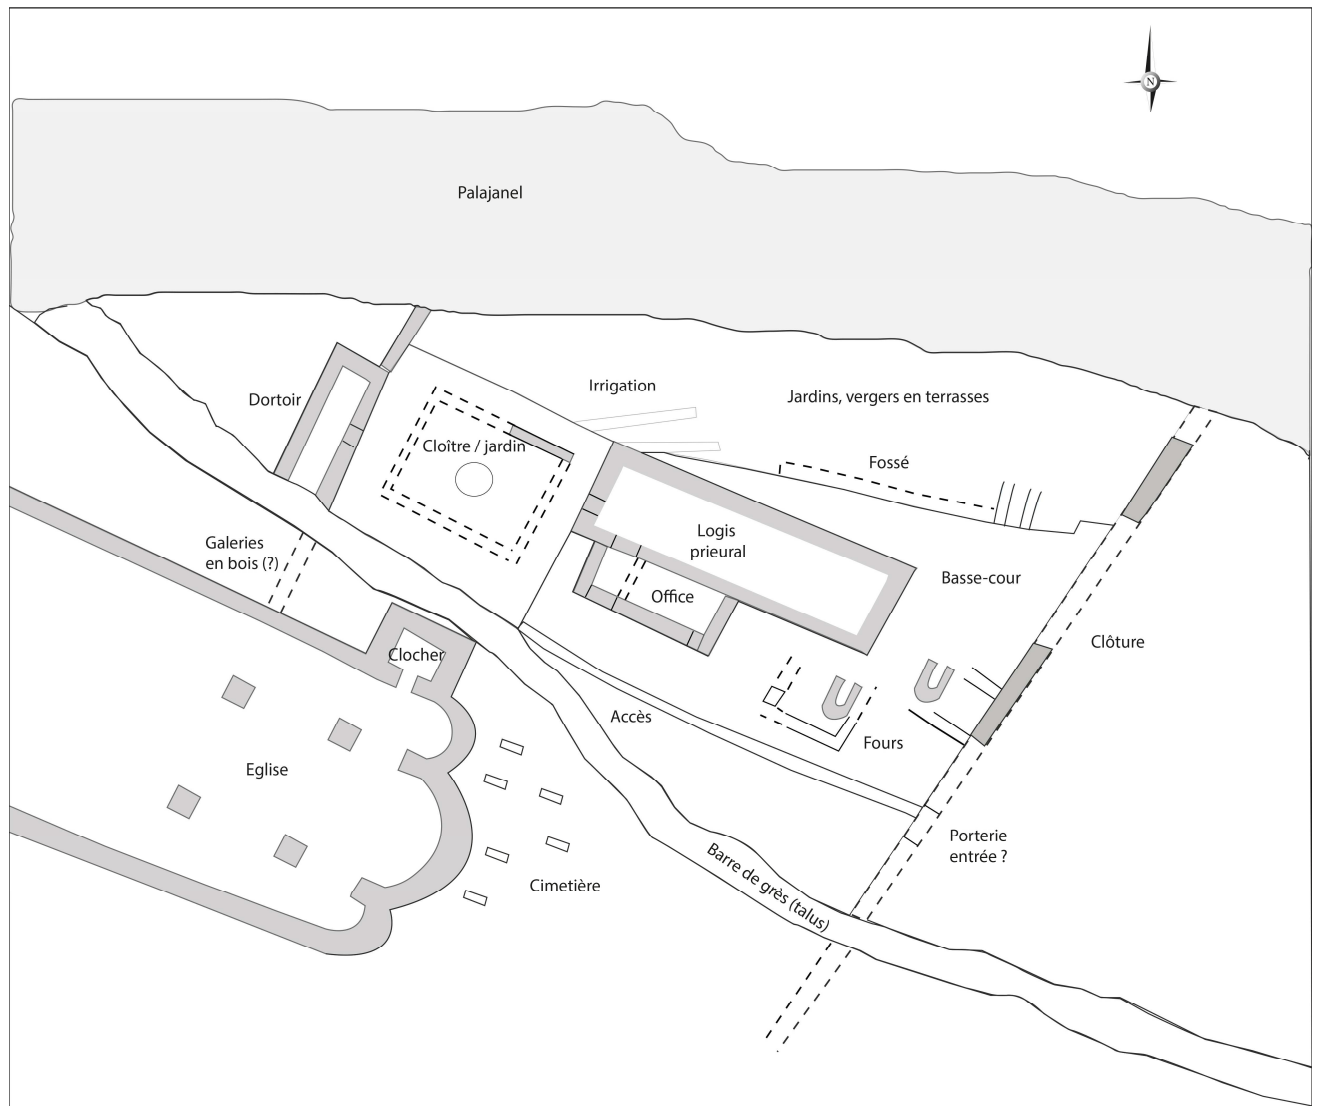 N
Palajanel
Irrigation
Jardins, vergers en terrasses
Dortoir
Cloître / jardin
Fossé
Logis
prieural
Galeries
en bois (?)
Basse-cour
Office
Clôture
Clocher
Accès
Fours
Eglise
Porterie
entrée ?
Barre de grès (talus)
Cimetière